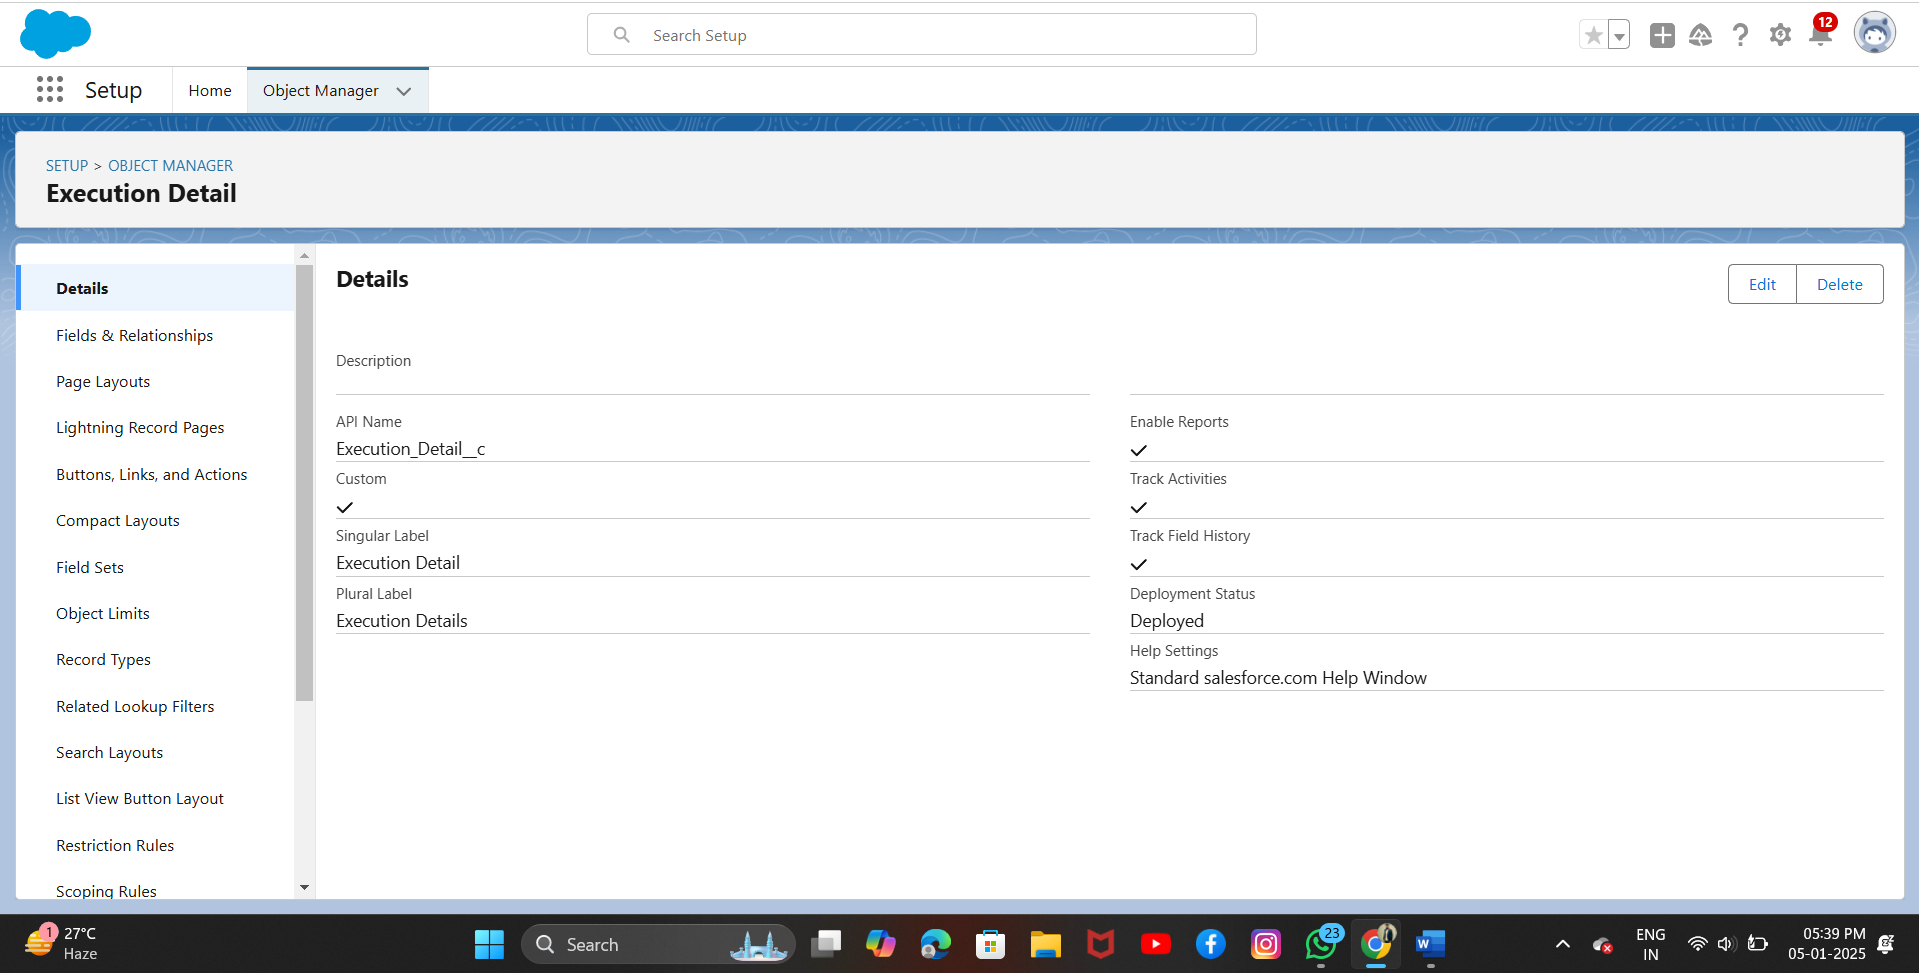 Search Setup
12
Setup
Home
Object Manager
SETUP > OBJECT MANAGER
Execution Detail
Details
Fields & Relationships
Page Layouts
Lightning Record Pages
Buttons, Links, and Actions
Compact Layouts
Field Sets
Object Limits
Record Types
Related Lookup Filters
Search Layouts
List View Button Layout
Restriction Rules
Scoping Rules
Details
Edit
Delete
Description
API Name
Execution_Detail__c
Custom
Singular Label
Execution Detail
Plural Label
Execution Details
Enable Reports
Track Activities
Track Field History
Deployment Status
Deployed
Help Settings
Standard salesforce.com Help Window
1
27°C
Haze
Search
23
W
ENG
IN
05:39 PM
05-01-2025